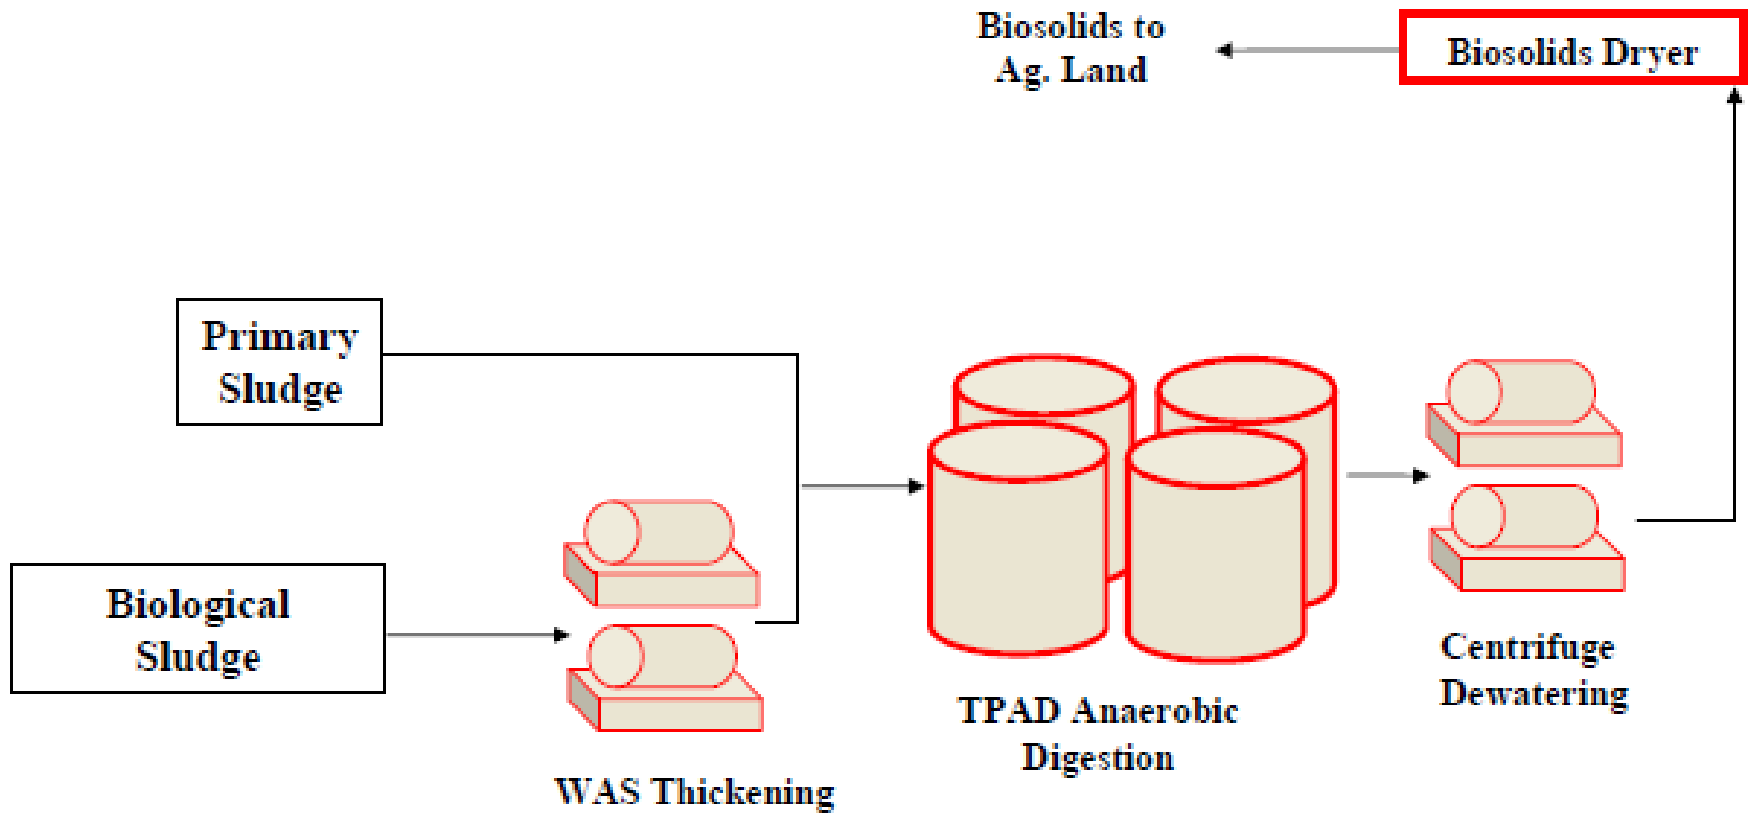 Biosolids to
Ag. Land
Biosolids Dryer
Primary
Sludge
Biological
Sludge
WAS Thickening
TPAD Anaerobic
Digestion
Centrifuge
Dewatering